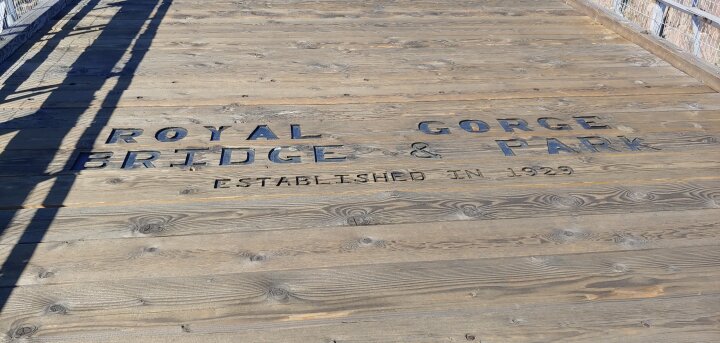 ROYAL GORGE
BRIDGE & PARK
ESTABLISHED IN 1929